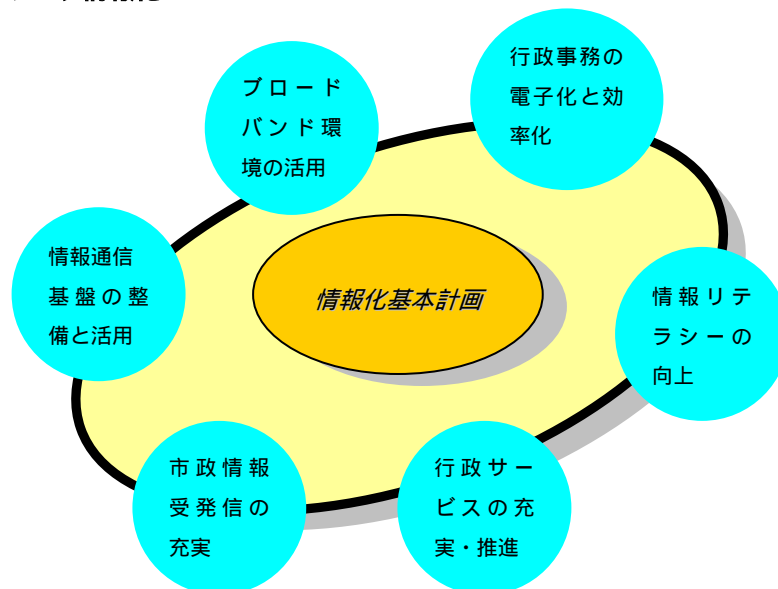 ブロード
バンド環
境の活用
行政事務の
電子化と効
率化
情報通信
基盤の整
備と活用
情報化基本計画
情報リテ
ラシーの
向上
市政情報
受発信の
充実
行政サー
ビスの充
実・推進